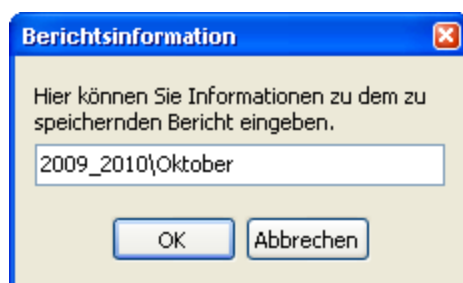 Berichtsinformation
Hier können Sie Informationen zu dem zu
speichernden Bericht eingeben.
2009_2010\Oktober
OK
Abbrechen